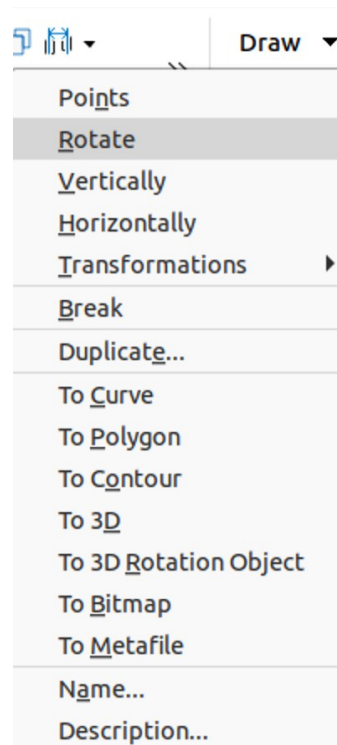 Draw
Points
Rotate
Vertically
Horizontally
Transformations
Break
Duplicate...
To Curve
To Polygon
To Contour
To 3D
To 3D Rotation Object
To Bitmap
To Metafile
Name...
Description...